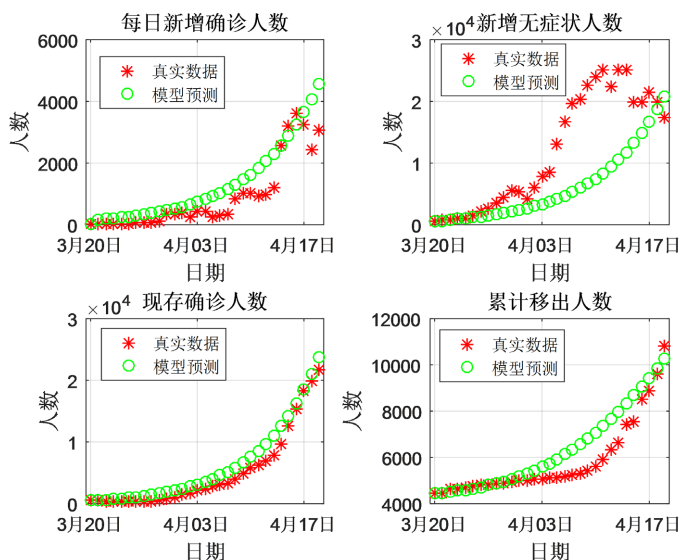 每日新增确诊人数
6000
4000
2000
0
人数
真实数据
模型预测
3月20日
4月03日
4月17日
日期
×10⁴
新增无症状人数
3
2
1
0
人数
真实数据
模型预测
3月20日
4月03日
4月17日
日期
×10⁴
现存确诊人数
3
2
1
0
人数
真实数据
模型预测
3月20日
4月03日
4月17日
日期
累计移出人数
12000
10000
8000
6000
4000
人数
真实数据
模型预测
3月20日
4月03日
4月17日
日期